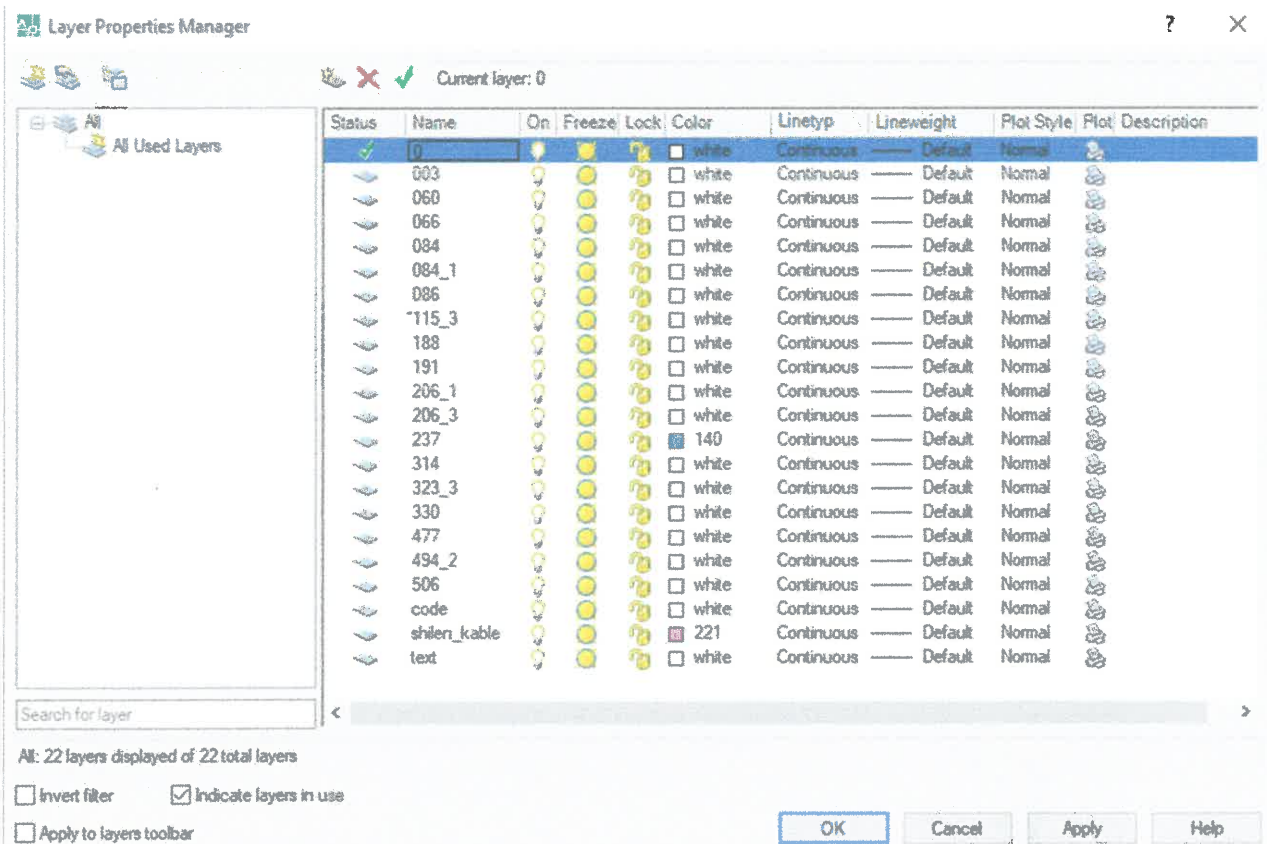 Layer Properties Manager ? X
Current layer: 0
All
All Used Layers
Status Name On Freeze Lock Color Linetyp Lineweight Plot Style Plot Description
0 white Continuous Default Normal
003 white Continuous Default Normal
060 white Continuous Default Normal
066 white Continuous Default Normal
084 white Continuous Default Normal
084_1 white Continuous Default Normal
086 white Continuous Default Normal
115_3 white Continuous Default Normal
188 white Continuous Default Normal
191 white Continuous Default Normal
206_1 white Continuous Default Normal
206_3 white Continuous Default Normal
237 140 Continuous Default Normal
314 white Continuous Default Normal
323_3 white Continuous Default Normal
330 white Continuous Default Normal
477 white Continuous Default Normal
494_2 white Continuous Default Normal
506 white Continuous Default Normal
code white Continuous Default Normal
shilen_kable 221 Continuous Default Normal
text white Continuous Default Normal
Search for layer
All: 22 layers displayed of 22 total layers
Invert filter Indicate layers in use
Apply to layers toolbar
OK Cancel Apply Help